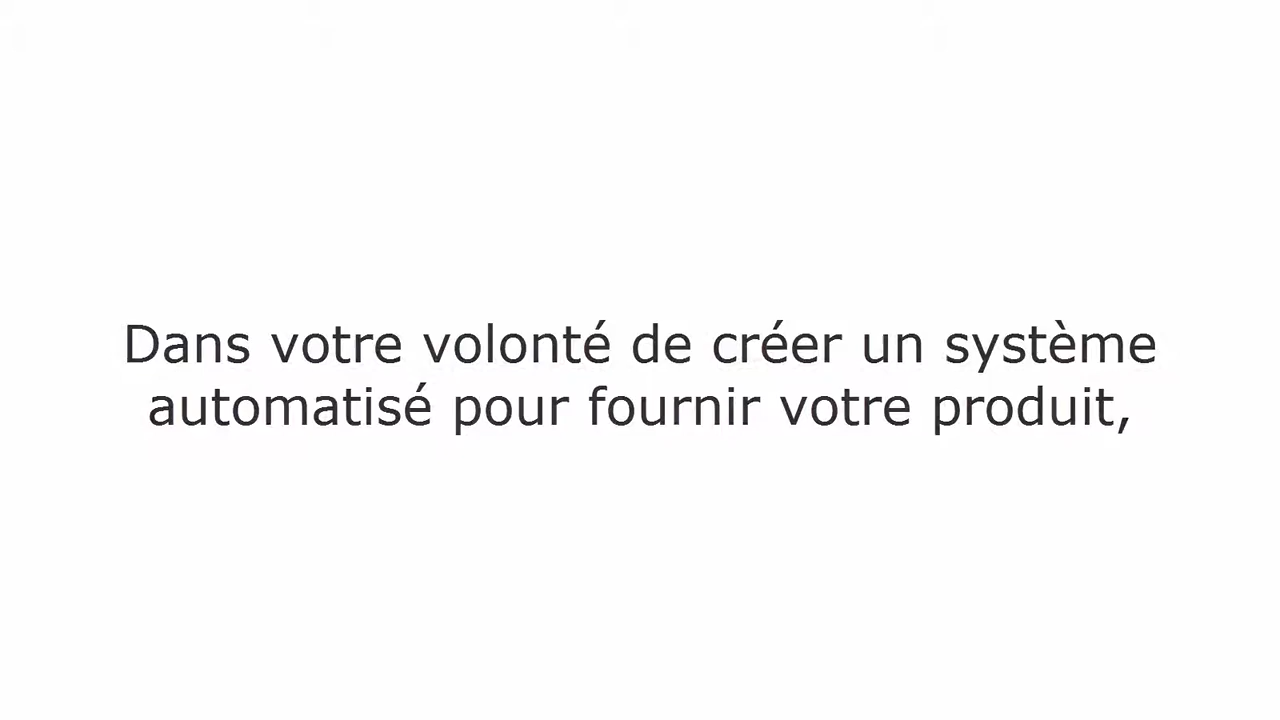 Dans votre volonté de créer un système
automatisé pour fournir votre produit,